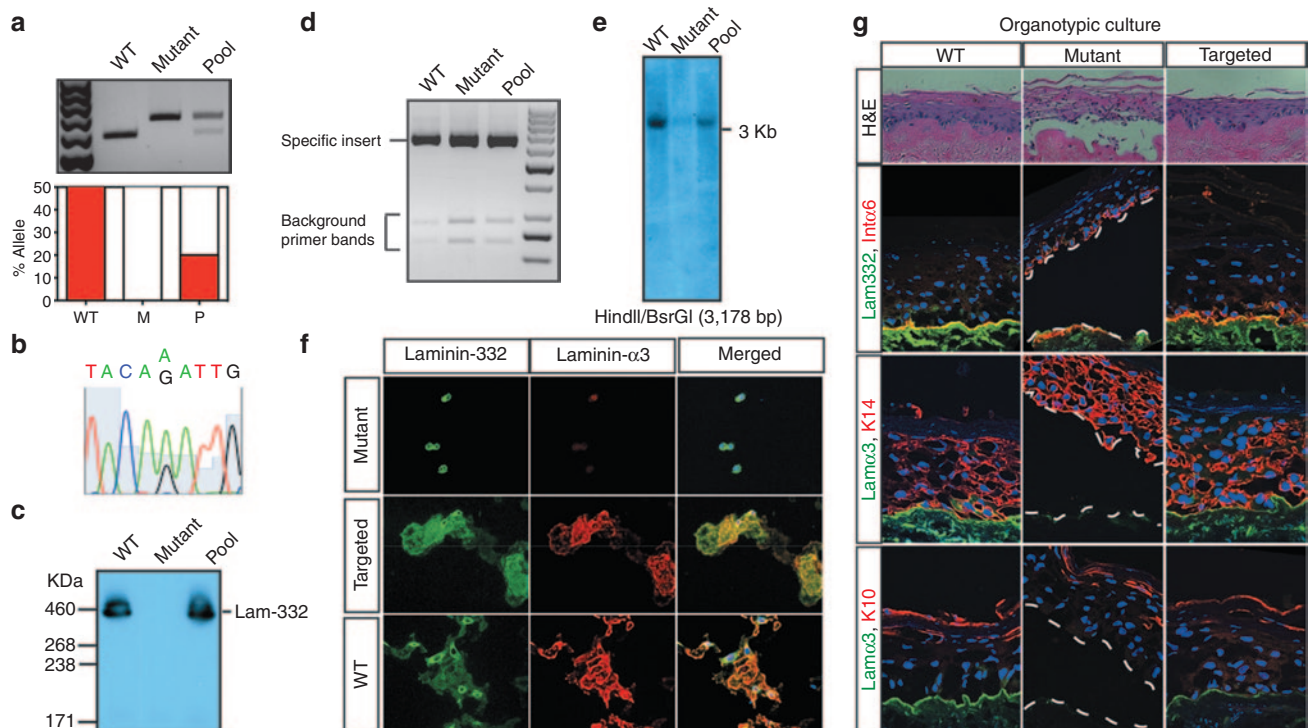 a
WT Mutant Pool
% Allele
50
40
30
20
10
0
WT M P
b
A
TACAGATTG
c
WT Mutant Pool
KDa
460
268
238
171
Lam-332
d
WT Mutant Pool
Specific insert
Background
primer bands
e
WT Mutant Pool
3 Kb
HindII/BsrGI (3,178 bp)
f
Laminin-332 Laminin-α3 Merged
Mutant
Targeted
WT
g
Organotypic culture
WT Mutant Targeted
H&E
Lam332, Intα6
Lamα3, K14
Lamα3, K10